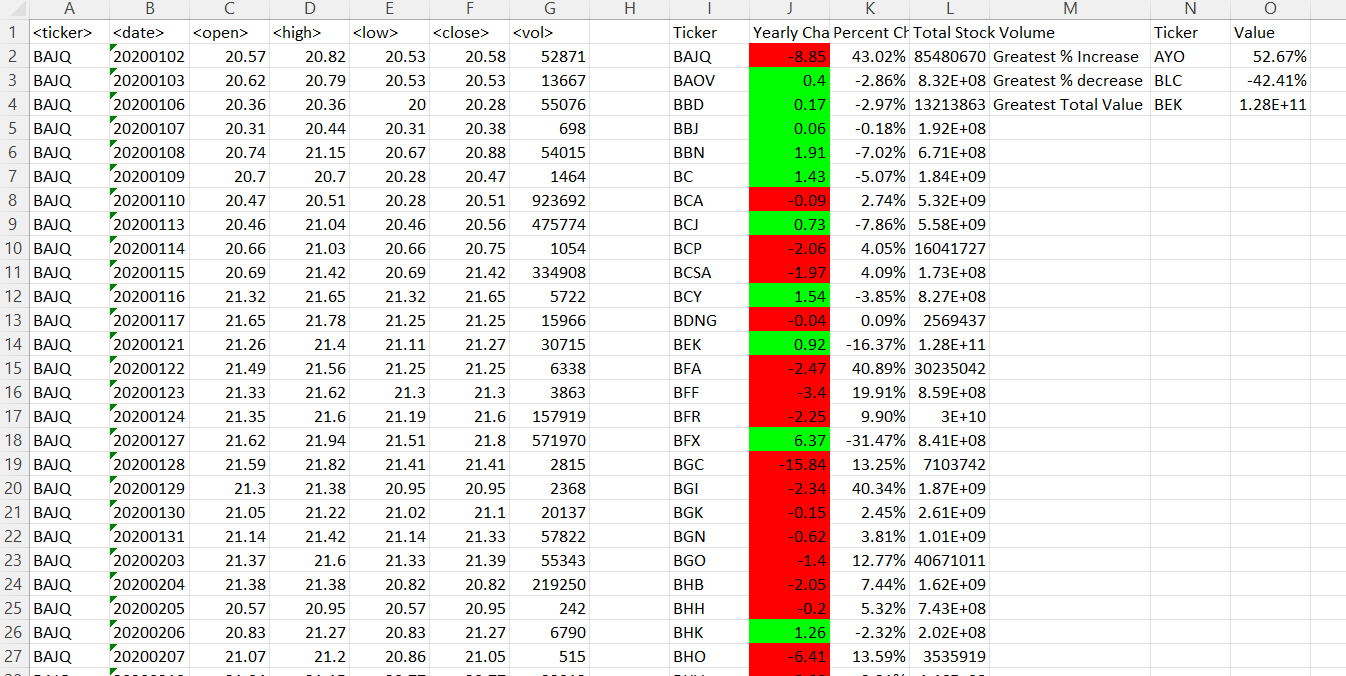 A B C D E F G H I J K L M N O
1 <ticker> <date> <open> <high> <low> <close> <vol> Ticker Yearly Cha Percent Ch Total Stock Volume Ticker Value
2 BAJQ 20200102 20.57 20.82 20.53 20.58 52871 BAJQ -8.85 43.02% 85480670 Greatest % Increase AYO 52.67%
3 BAJQ 20200103 20.62 20.79 20.53 20.53 13667 BAOV 0.4 -2.86% 8.32E+08 Greatest % decrease BLC -42.41%
4 BAJQ 20200106 20.36 20.36 20 20.28 55076 BBD 0.17 -2.97% 13213863 Greatest Total Value BEK 1.28E+11
5 BAJQ 20200107 20.31 20.44 20.31 20.38 698 BBJ 0.06 -0.18% 1.92E+08
6 BAJQ 20200108 20.74 21.15 20.67 20.88 54015 BBN 1.91 -7.02% 6.71E+08
7 BAJQ 20200109 20.7 20.7 20.28 20.47 1464 BC 1.43 -5.07% 1.84E+09
8 BAJQ 20200110 20.47 20.51 20.28 20.51 923692 BCA -0.09 2.74% 5.32E+09
9 BAJQ 20200113 20.46 21.04 20.46 20.56 475774 BCJ 0.73 -7.86% 5.58E+09
10 BAJQ 20200114 20.66 21.03 20.66 20.75 1054 BCP -2.06 4.05% 16041727
11 BAJQ 20200115 20.69 21.42 20.69 21.42 334908 BCSA -1.97 4.09% 1.73E+08
12 BAJQ 20200116 21.32 21.65 21.32 21.65 5722 BCY 1.54 -3.85% 8.27E+08
13 BAJQ 20200117 21.65 21.78 21.25 21.25 15966 BDNG -0.04 0.09% 2569437
14 BAJQ 20200121 21.26 21.4 21.11 21.27 30715 BEK 0.92 -16.37% 1.28E+11
15 BAJQ 20200122 21.49 21.56 21.25 21.25 6338 BFA -2.47 40.89% 30235042
16 BAJQ 20200123 21.33 21.62 21.3 21.3 3863 BFF -3.4 19.91% 8.59E+08
17 BAJQ 20200124 21.35 21.6 21.19 21.6 157919 BFR -2.25 9.90% 3E+10
18 BAJQ 20200127 21.62 21.94 21.51 21.8 571970 BFX 6.37 -31.47% 8.41E+08
19 BAJQ 20200128 21.59 21.82 21.41 21.41 2815 BGC -15.84 13.25% 7103742
20 BAJQ 20200129 21.3 21.38 20.95 20.95 2368 BGI -2.34 40.34% 1.87E+09
21 BAJQ 20200130 21.05 21.22 21.02 21.1 20137 BGK -0.15 2.45% 2.61E+09
22 BAJQ 20200131 21.14 21.42 21.14 21.33 57822 BGN -0.62 3.81% 1.01E+09
23 BAJQ 20200203 21.37 21.6 21.33 21.39 55343 BGO -1.4 12.77% 40671011
24 BAJQ 20200204 21.38 21.38 20.82 20.82 219250 BHB -2.05 7.44% 1.62E+09
25 BAJQ 20200205 20.57 20.95 20.57 20.95 242 BHH -0.2 5.32% 7.43E+08
26 BAJQ 20200206 20.83 21.27 20.83 21.27 6790 BHK 1.26 -2.32% 2.02E+08
27 BAJQ 20200207 21.07 21.2 20.86 21.05 515 BHO -6.41 13.59% 3535919